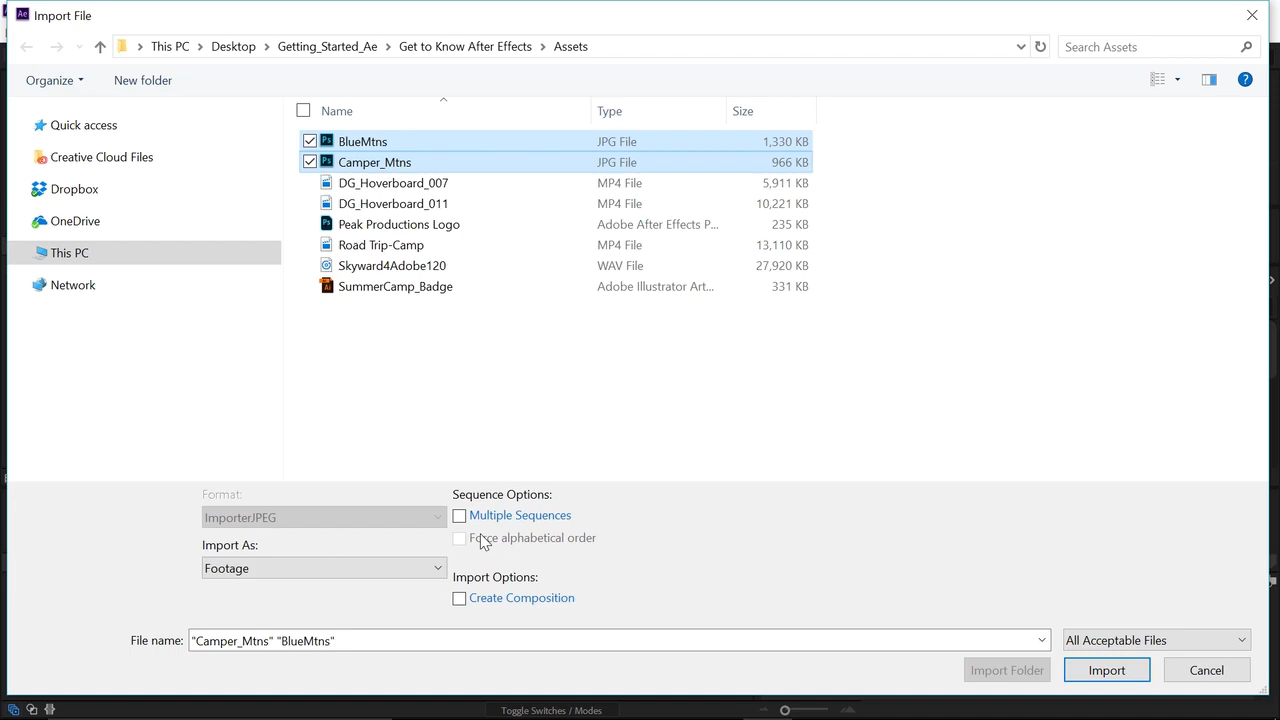 Ae Import File
This PC Desktop Getting_Started_Ae Get to Know After Effects Assets
Search Assets
Organize New folder
?
Name Type Size
Quick access
Creative Cloud Files
Dropbox
OneDrive
This PC
Network
Ps BlueMtns JPG File 1,330 KB
Ps Camper_Mtns JPG File 966 KB
DG_Hoverboard_007 MP4 File 5,911 KB
DG_Hoverboard_011 MP4 File 10,221 KB
Ps Peak Productions Logo Adobe After Effects P... 235 KB
Road Trip-Camp MP4 File 13,110 KB
Skyward4Adobe120 WAV File 27,920 KB
Ai SummerCamp_Badge Adobe Illustrator Art... 331 KB
Format:
ImporterJPEG
Import As:
Footage
Sequence Options:
Multiple Sequences
Force alphabetical order
Import Options:
Create Composition
File name: "Camper_Mtns" "BlueMtns"
All Acceptable Files
Import Folder Import Cancel
Toggle Switches / Modes